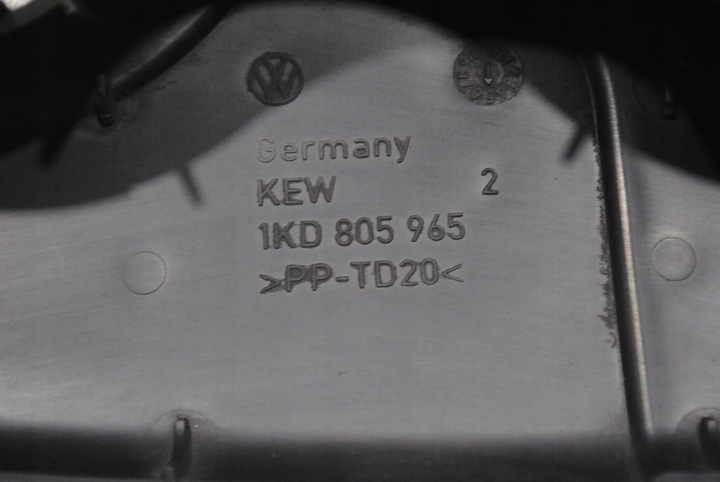 Germany
KEW 2
1KD 805 965
>PP-TD20<